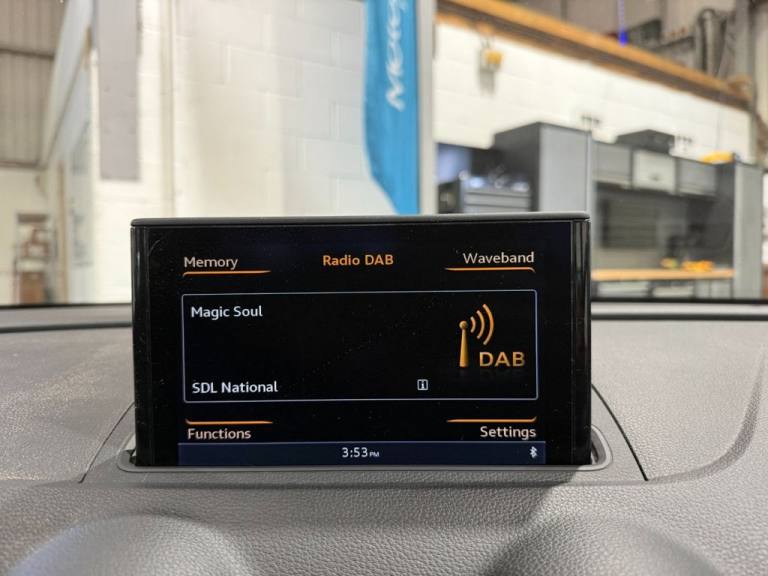 Memory
Radio DAB
Waveband
Magic Soul
DAB
SDL National
i
Functions
Settings
3:53 PM